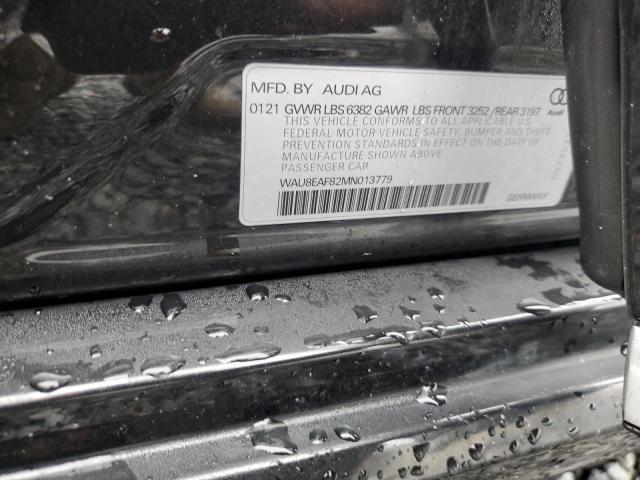 MFD. BY AUDI AG
0121 GVWR LBS 6382 GAWR LBS FRONT 3252 /REAR 3197
THIS VEHICLE CONFORMS TO ALL APPLICABLE U.S.
FEDERAL MOTOR VEHICLE SAFETY, BUMPER AND THEFT
PREVENTION STANDARDS IN EFFECT ON THE DATE OF
MANUFACTURE SHOWN ABOVE
PASSENGER CAR
WAU8EAF82MN013779
GERMANY
Audi